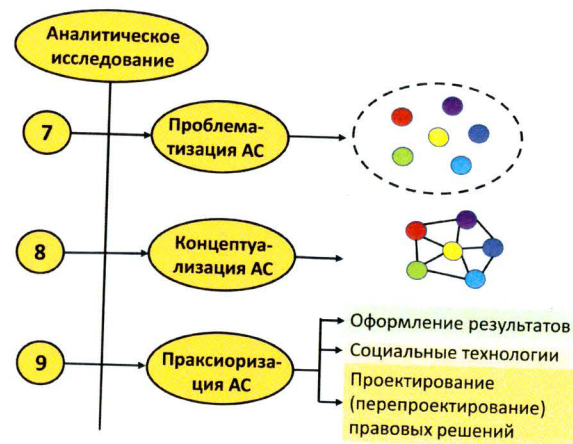 Аналитическое
исследование
7
Проблема-
тизация АС
8
Концептуа-
лизация АС
9
Праксиориза-
ция АС
Оформление результатов
Социальные технологии
Проектирование
(перепроектирование)
правовых решений